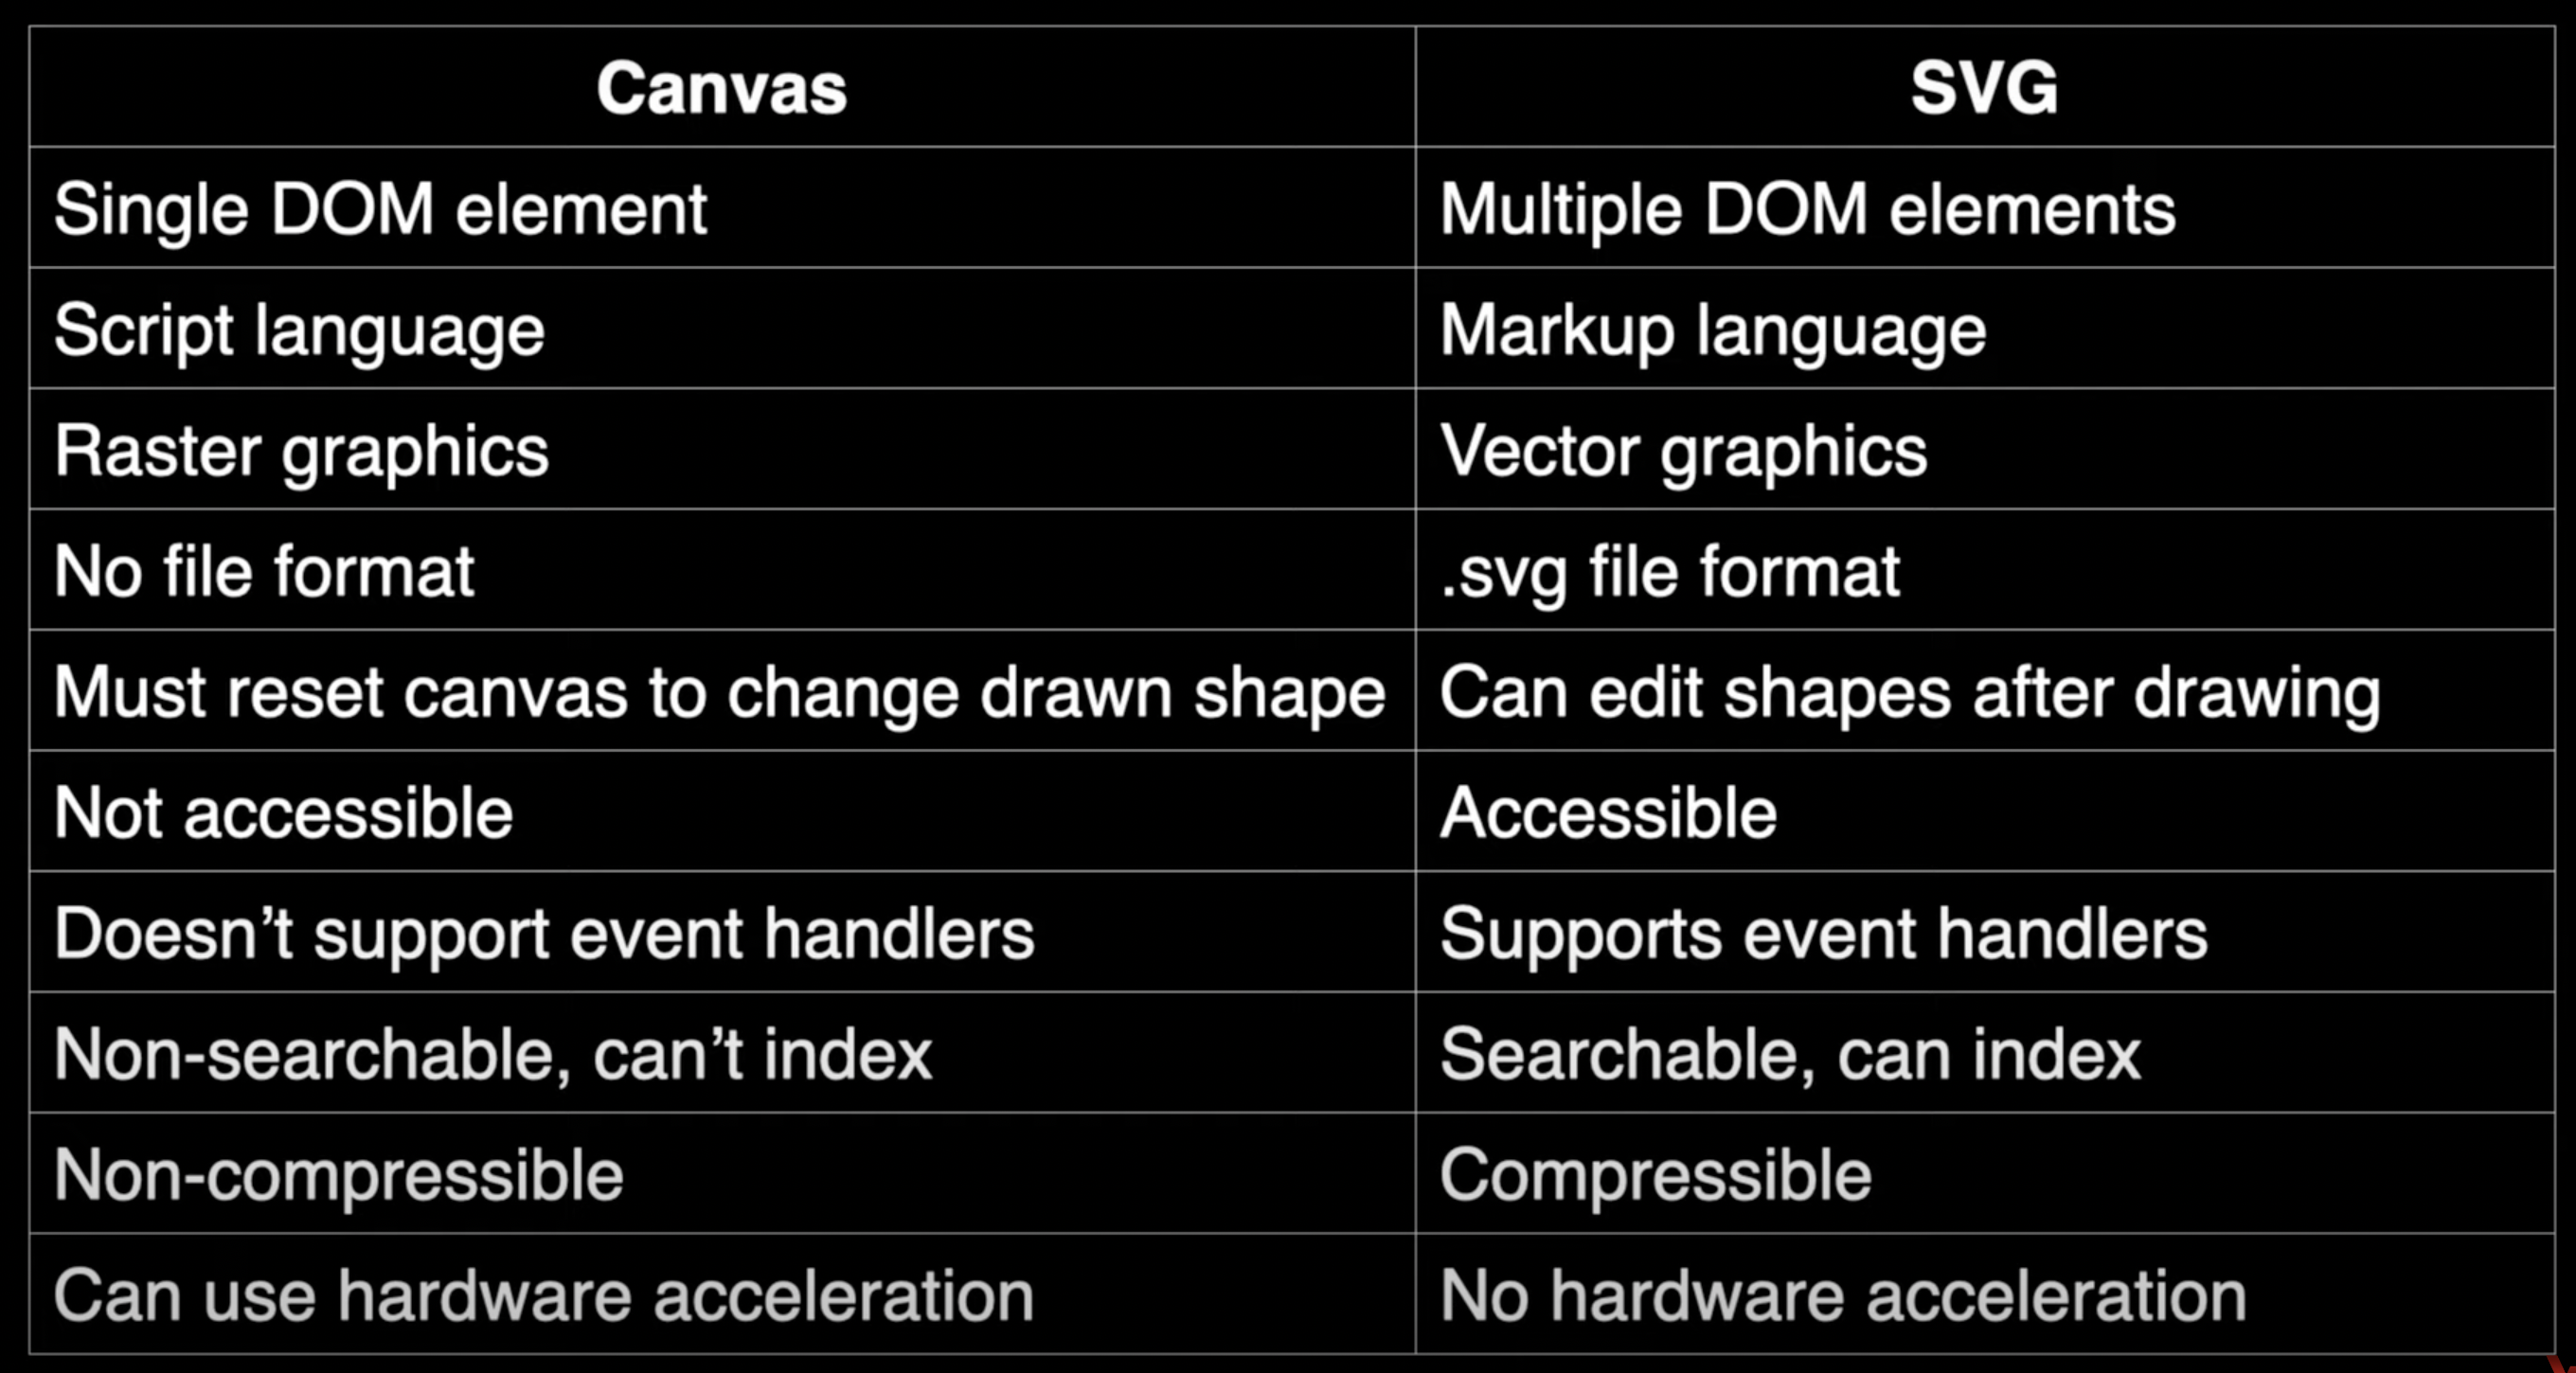 Canvas SVG
Single DOM element Multiple DOM elements
Script language Markup language
Raster graphics Vector graphics
No file format .svg file format
Must reset canvas to change drawn shape Can edit shapes after drawing
Not accessible Accessible
Doesn’t support event handlers Supports event handlers
Non-searchable, can’t index Searchable, can index
Non-compressible Compressible
Can use hardware acceleration No hardware acceleration